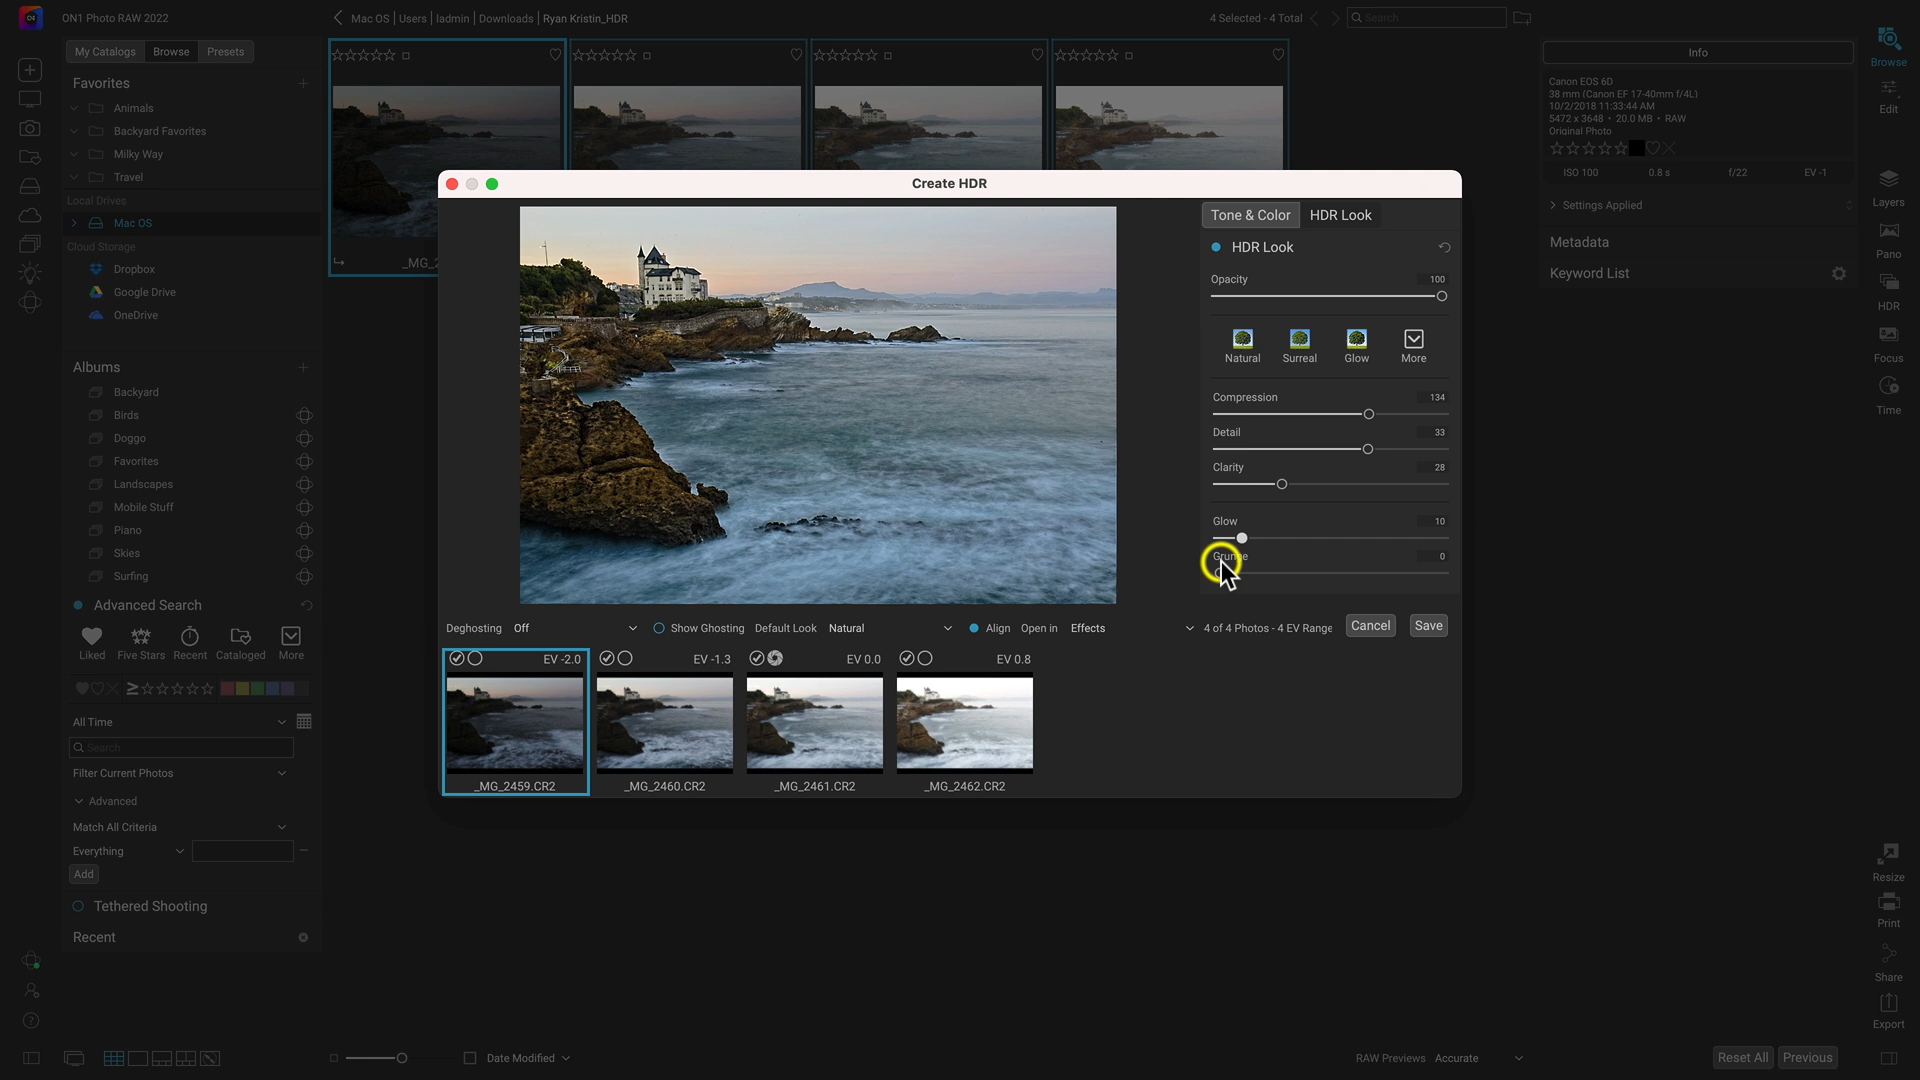 ON1 Photo RAW 2022
Mac OS | Users | ladmin | Downloads | Ryan Kristin_HDR
4 Selected - 4 Total
Search
My Catalogs
Browse
Presets
Favorites
Animals
Backyard Favorites
Milky Way
Travel
Local Drives
Mac OS
Cloud Storage
Dropbox
Google Drive
OneDrive
Albums
Backyard
Birds
Doggo
Favorites
Landscapes
Mobile Stuff
Piano
Skies
Surfing
Advanced Search
Liked
Five Stars
Recent
Cataloged
More
All Time
Search
Filter Current Photos
Advanced
Match All Criteria
Everything
Add
Tethered Shooting
Recent
_MG_2
Create HDR
Tone & Color
HDR Look
HDR Look
Opacity 100
Natural
Surreal
Glow
More
Compression 134
Detail 33
Clarity 28
Glow 10
Grunge 0
Deghosting Off
Show Ghosting
Default Look Natural
Align
Open in Effects
4 of 4 Photos - 4 EV Range
Cancel
Save
EV -2.0
EV -1.3
EV 0.0
EV 0.8
_MG_2459.CR2
_MG_2460.CR2
_MG_2461.CR2
_MG_2462.CR2
Info
Canon EOS 6D
38 mm (Canon EF 17-40mm f/4L)
10/2/2018 11:33:44 AM
5472 x 3648 • 20.0 MB • RAW
Original Photo
ISO 100
0.8 s
f/22
EV -1
Settings Applied
Metadata
Keyword List
Browse
Edit
Layers
Pano
HDR
Focus
Time
Resize
Print
Share
Export
Date Modified
RAW Previews Accurate
Reset All
Previous